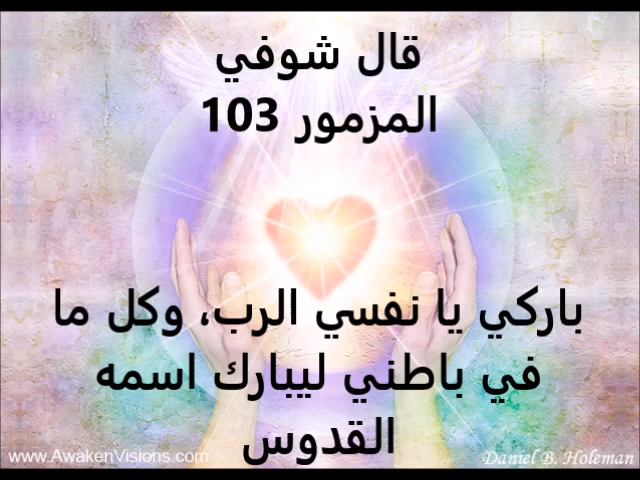 قال شوفي
المزمور 103
باركي يا نفسي الرب، وكل ما
في باطني ليبارك اسمه
القدوس
www.AwakenVisions.com
Daniel B. Holeman